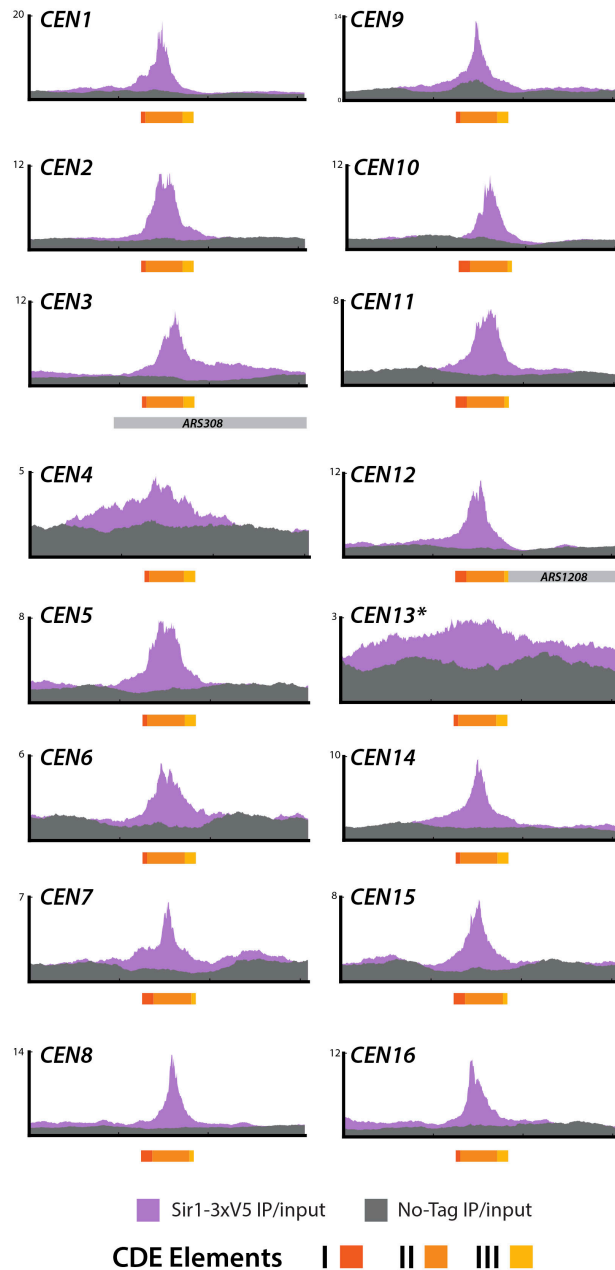 CEN1
20
CEN9
14
0
CEN2
12
CEN10
12
CEN3
12
ARS308
CEN11
8
CEN4
5
CEN12
12
ARS1208
CEN5
8
CEN13*
3
CEN6
6
CEN14
10
CEN7
7
CEN15
8
CEN8
14
CEN16
12
Sir1-3xV5 IP/input No-Tag IP/input
CDE Elements I II III